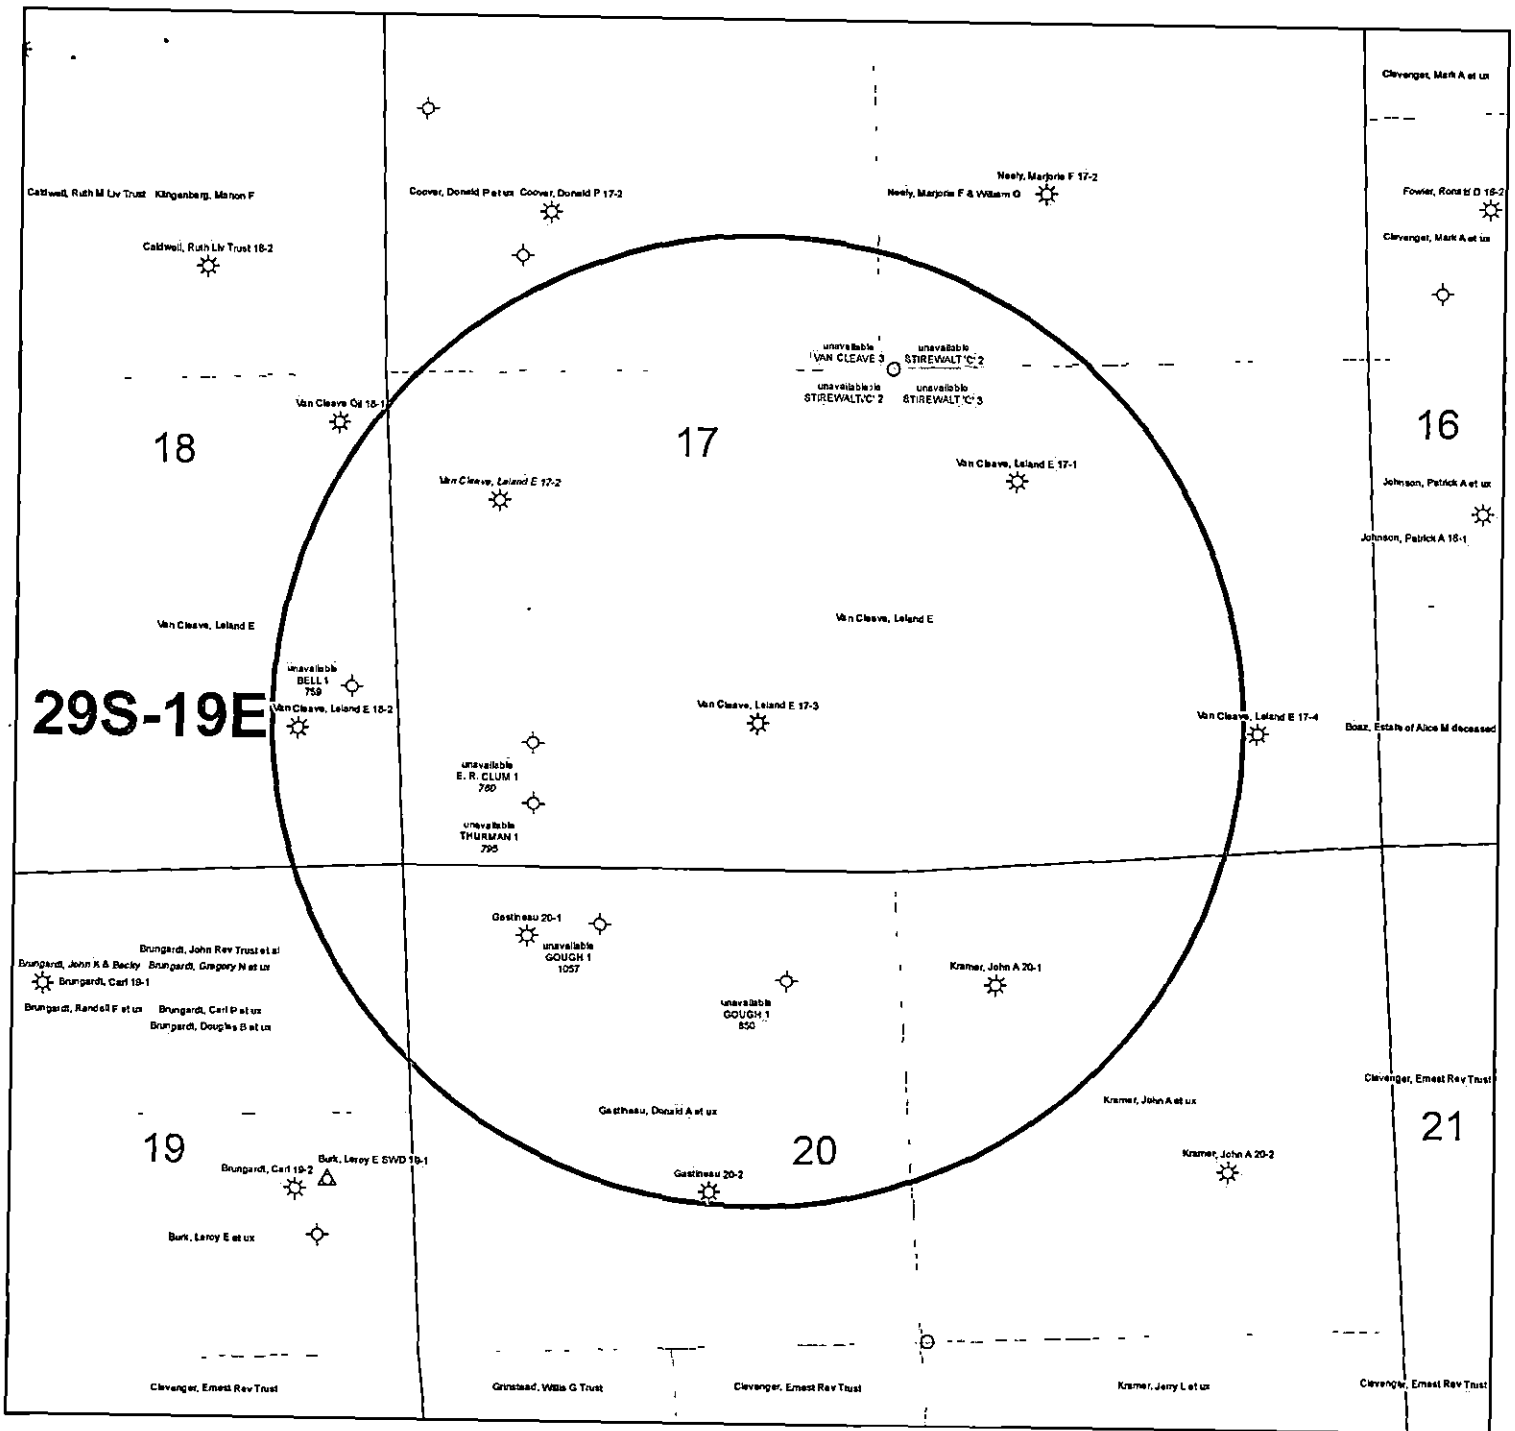 Clevenger, Mark A et ux
Neely, Marjorie F 17-2
Caldwell, Ruth M Liv Trust Klingenberg, Marion F
Coover, Donald P et ux Coover, Donald P 17-2
Neely, Marjorie F & William G
Fowler, Ronald D 16-2
Caldwell, Ruth Liv Trust 18-2
Clevenger, Mark A et ux
unavailable
VAN CLEAVE 3
unavailable
STIREWALT 'C' 2
unavailable
STIREWALT 'C' 2
unavailable
STIREWALT 'C' 3
Van Cleave Oil 18-1
18
17
16
Van Cleave, Leland E 17-2
Van Cleave, Leland E 17-1
Johnson, Patrick A et ux
Johnson, Patrick A 16-1
Van Cleave, Leland E
Van Cleave, Leland E
unavailable
BELL 1
759
29S-19E
Van Cleave, Leland E 18-2
Van Cleave, Leland E 17-3
Van Cleave, Leland E 17-4
Boaz, Estate of Alice M deceased
unavailable
E. R. CLUM 1
760
unavailable
THURMAN 1
795
Gastineau 20-1
unavailable
GOUGH 1
1057
Brungardt, John Rev Trust et al
Brungardt, John K & Becky Brungardt, Gregory N et ux
Brungardt, Carl 19-1
Kramer, John A 20-1
Brungardt, Randall F et ux Brungardt, Carl P et ux
Brungardt, Douglas B et ux
unavailable
GOUGH 1
850
Clevenger, Ernest Rev Trust
Gastineau, Donald A et ux
Kramer, John A et ux
19
20
21
Brungardt, Carl 19-2
Burk, Leroy E SWD 19-1
Gastineau 20-2
Kramer, John A 20-2
Burk, Leroy E et ux
Clevenger, Ernest Rev Trust
Grinstead, Willis G Trust
Clevenger, Ernest Rev Trust
Kramer, Jerry L et ux
Clevenger, Ernest Rev Trust